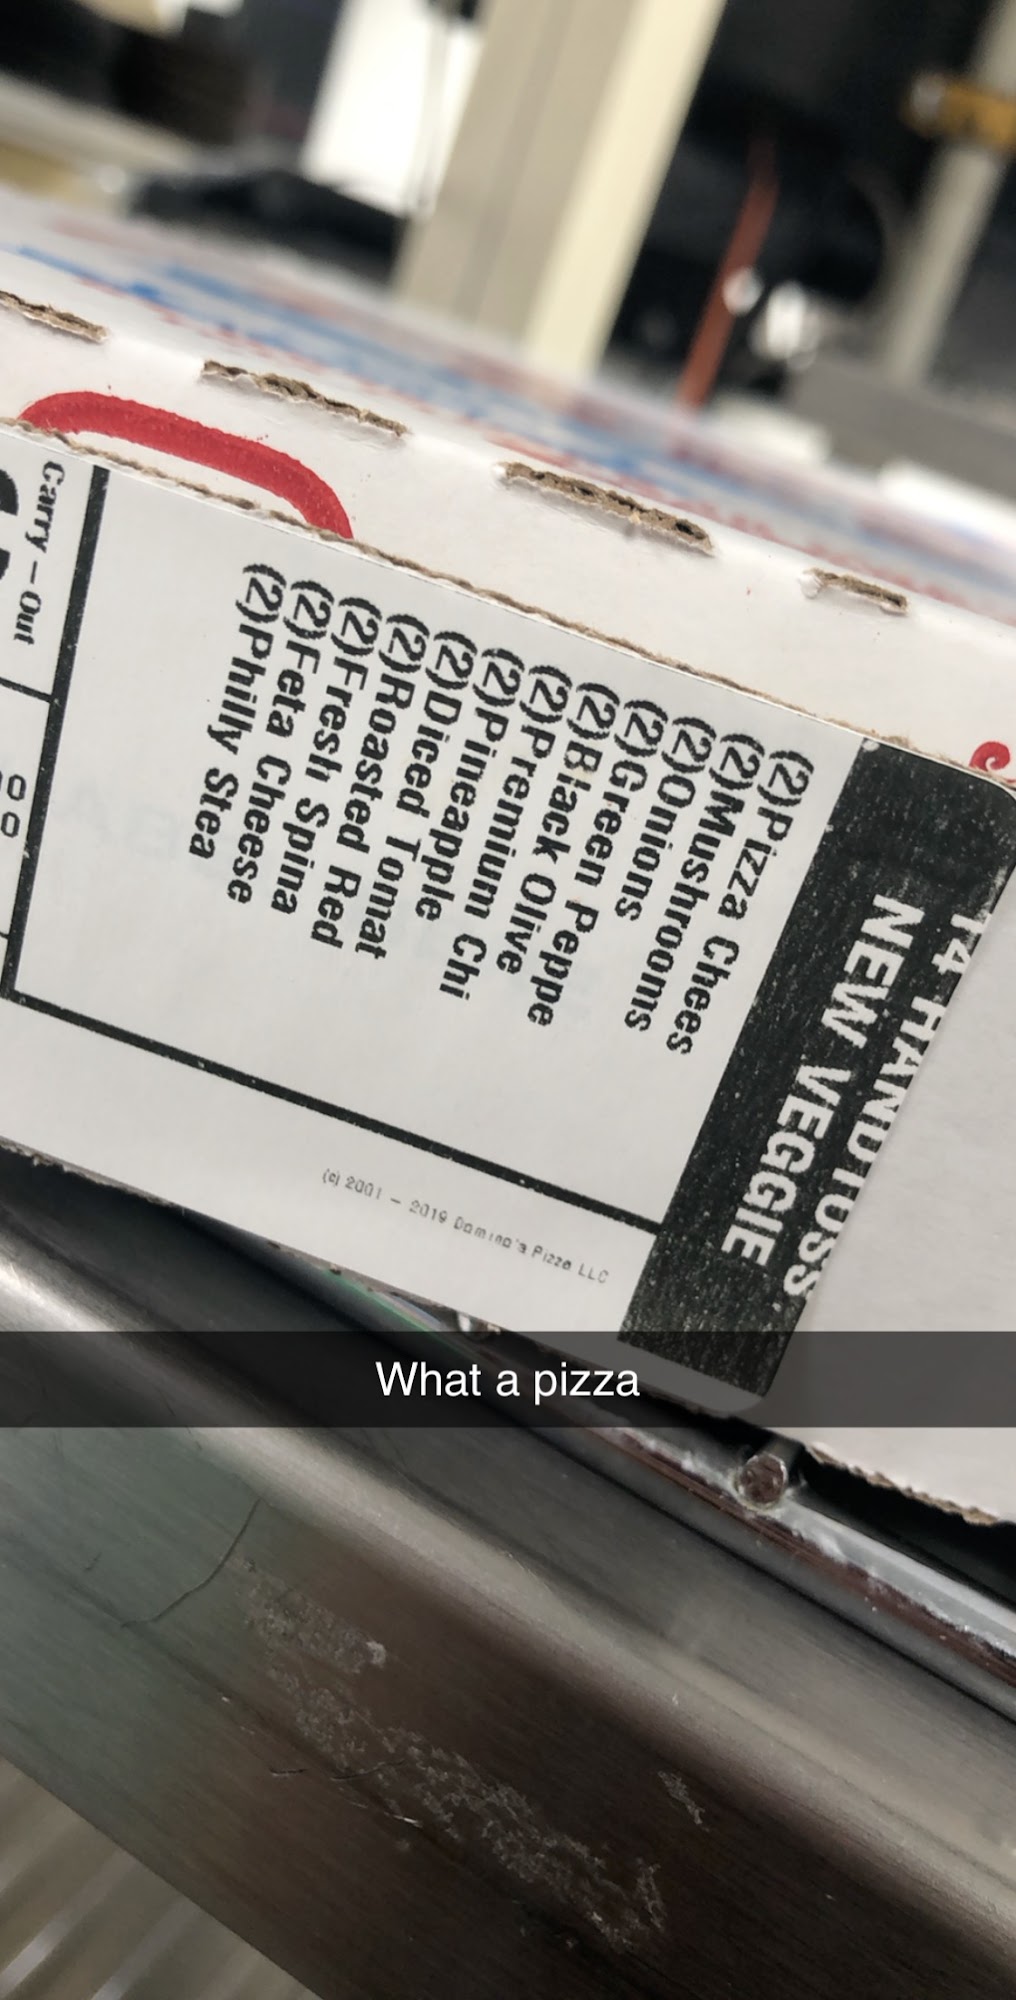 14 HANDTOSS
NEW VEGGIE
(2)Pizza Chees
(2)Mushrooms
(2)Onions
(2)Green Peppe
(2)Black Olive
(2)Premium Chi
(2)Pineapple
(2)Diced Tomat
(2)Roasted Red
(2)Fresh Spina
(2)Feta Cheese
(2)Philly Stea
Carry-Out
(c) 2001 - 2019 Domino's Pizza LLC
What a pizza